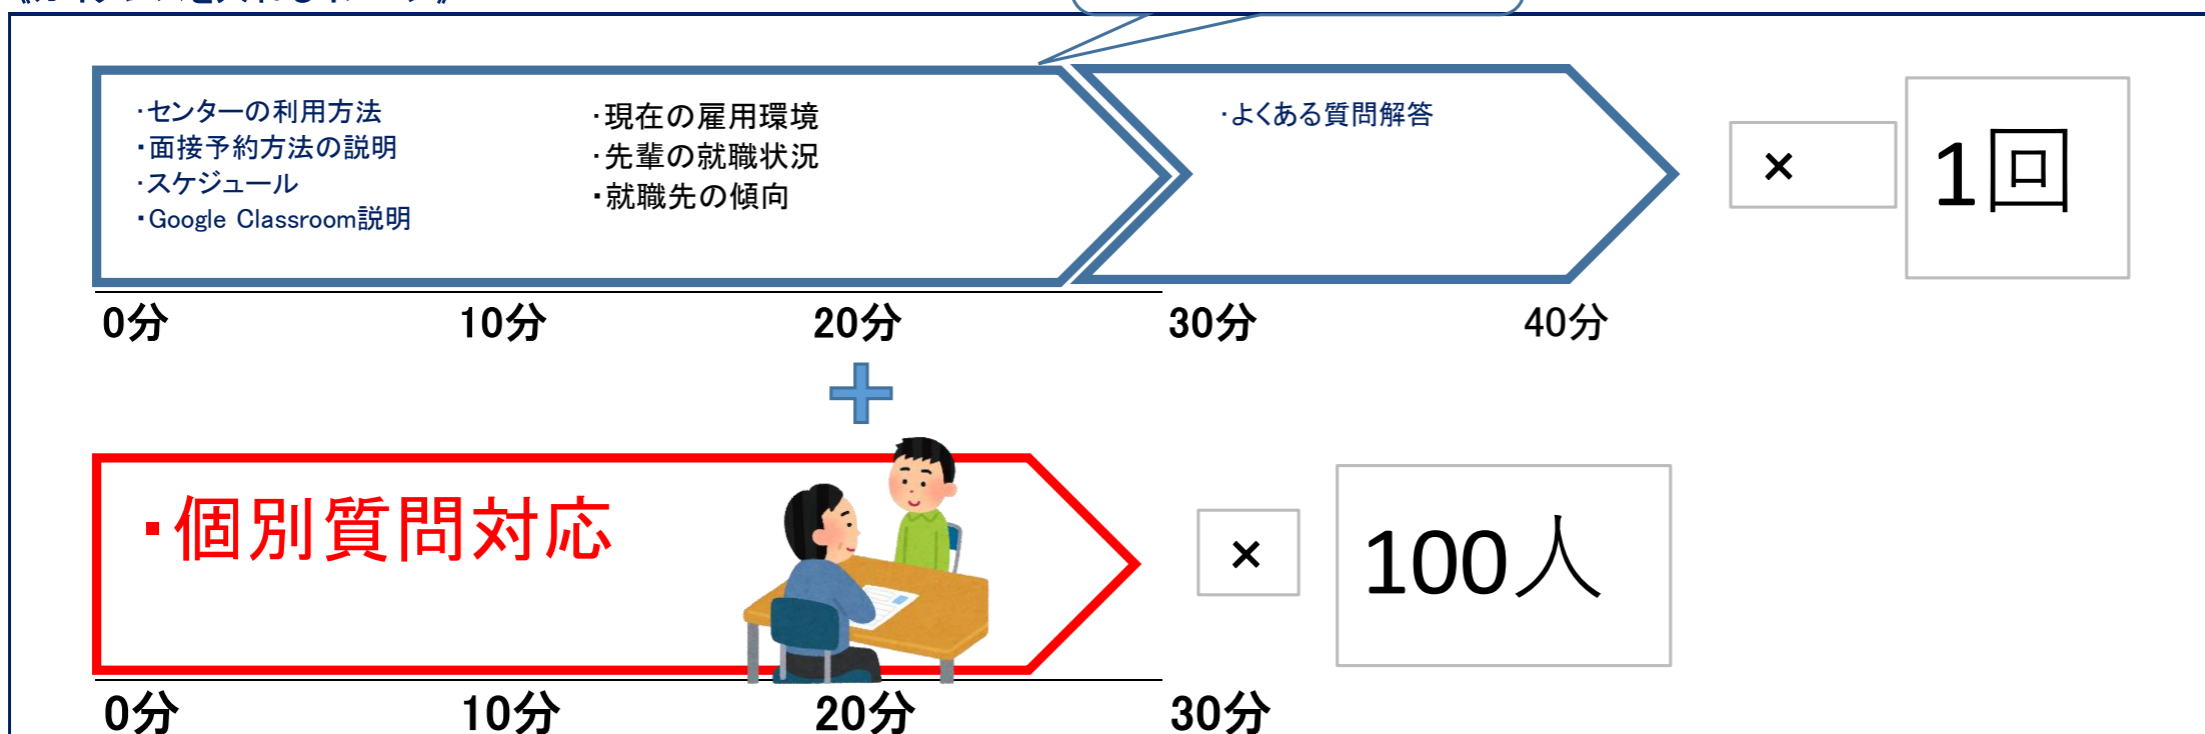 ・センターの利用方法
・面接予約方法の説明
・スケジュール
・Google Classroom説明
・現在の雇用環境
・先輩の就職状況
・就職先の傾向
・よくある質問解答
×
1回
0分
10分
20分
30分
40分
・個別質問対応
×
100人
0分
10分
20分
30分